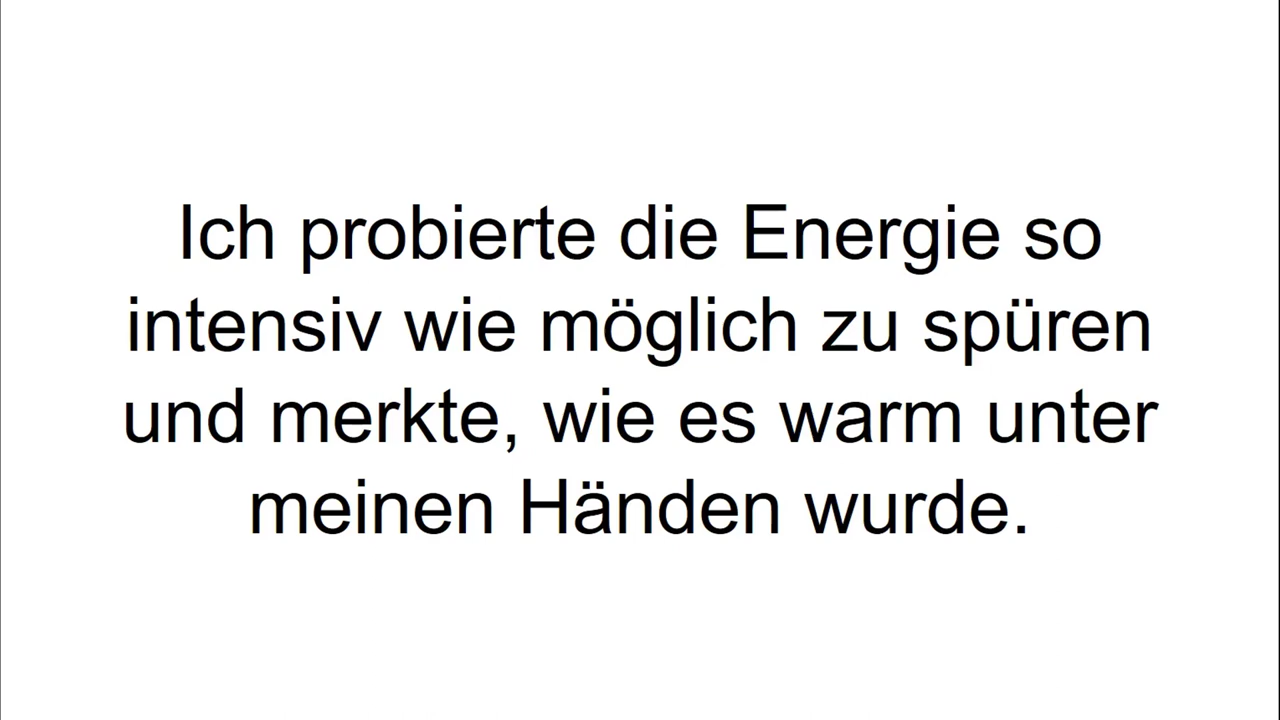 Ich probierte die Energie so
intensiv wie möglich zu spüren
und merkte, wie es warm unter
meinen Händen wurde.